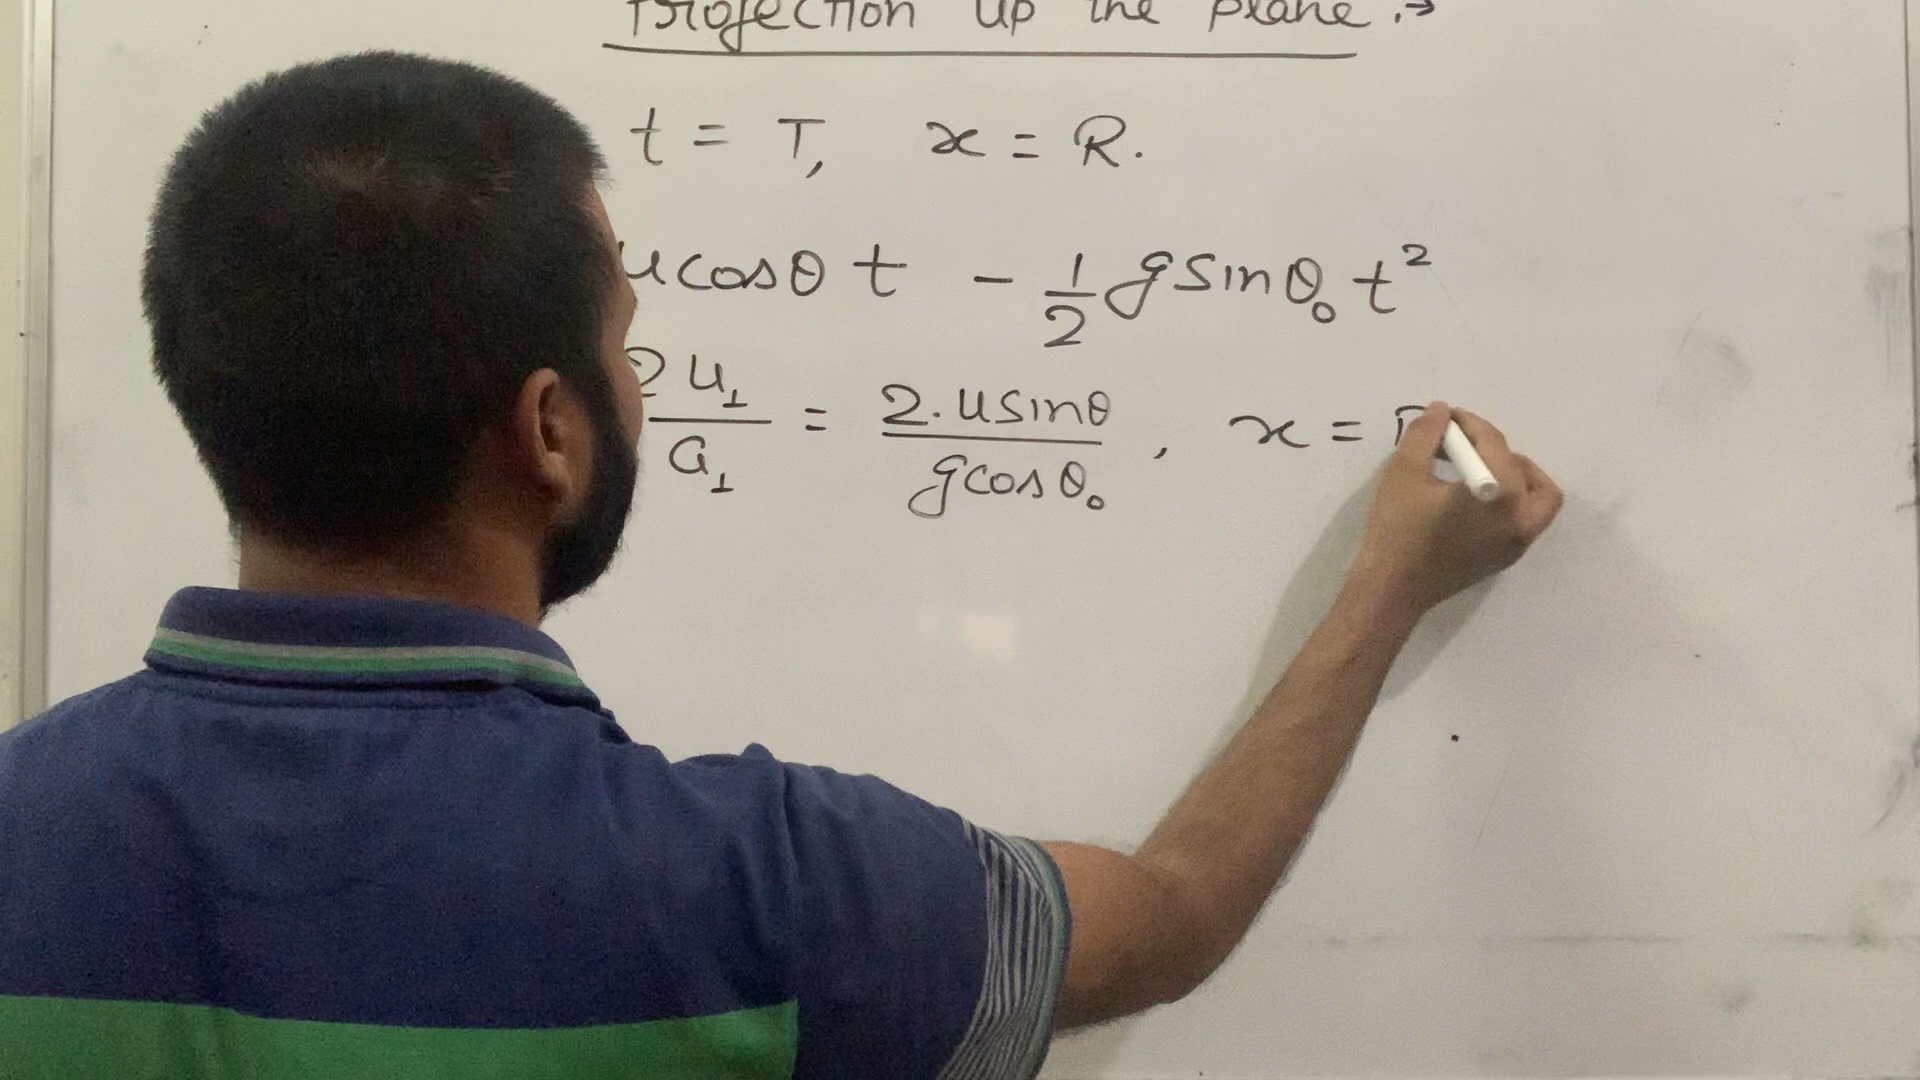 Projection up the plane :→
t = T, x = R.
ucosθ t - 1/2 g sinθ₀ t²
2u⊥/a⊥ = 2.usinθ/gcosθ₀ , x =